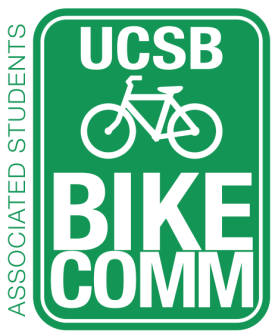 ASSOCIATED STUDENTS
UCSB
BIKE
COMM